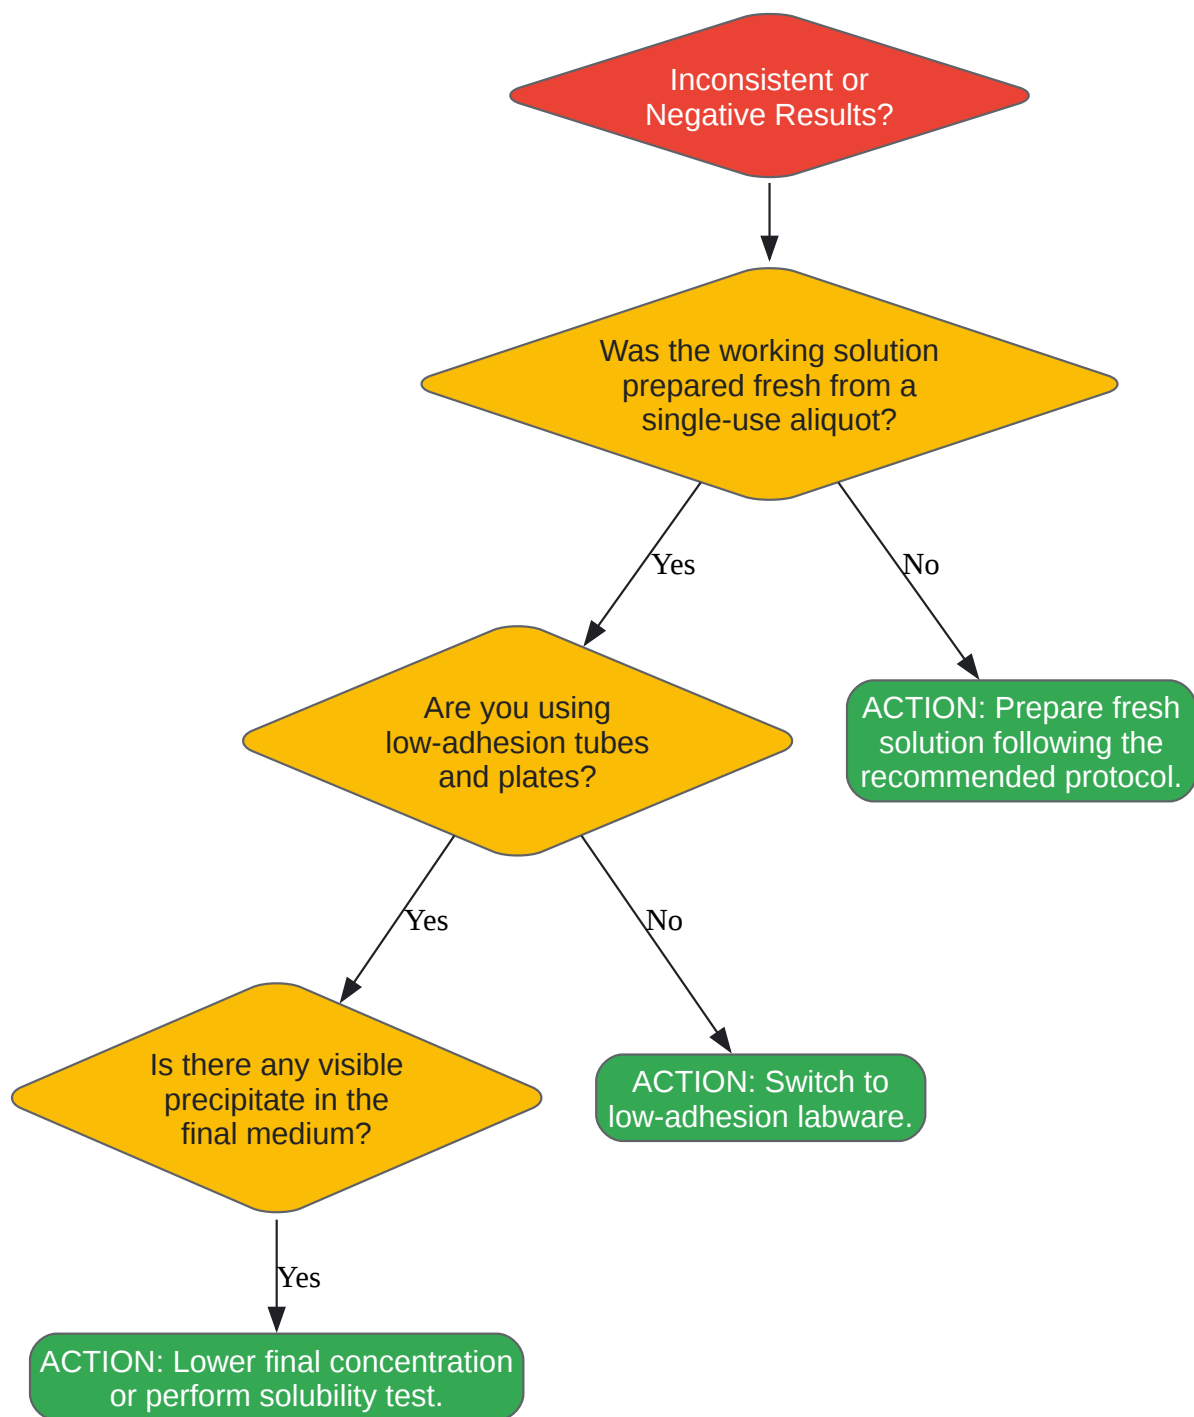 Inconsistent or
Negative Results?
Was the working solution
prepared fresh from a
single-use aliquot?
Yes
No
Are you using
low-adhesion tubes
and plates?
ACTION: Prepare fresh
solution following the
recommended protocol.
Yes
No
Is there any visible
precipitate in the
final medium?
ACTION: Switch to
low-adhesion labware.
Yes
ACTION: Lower final concentration
or perform solubility test.